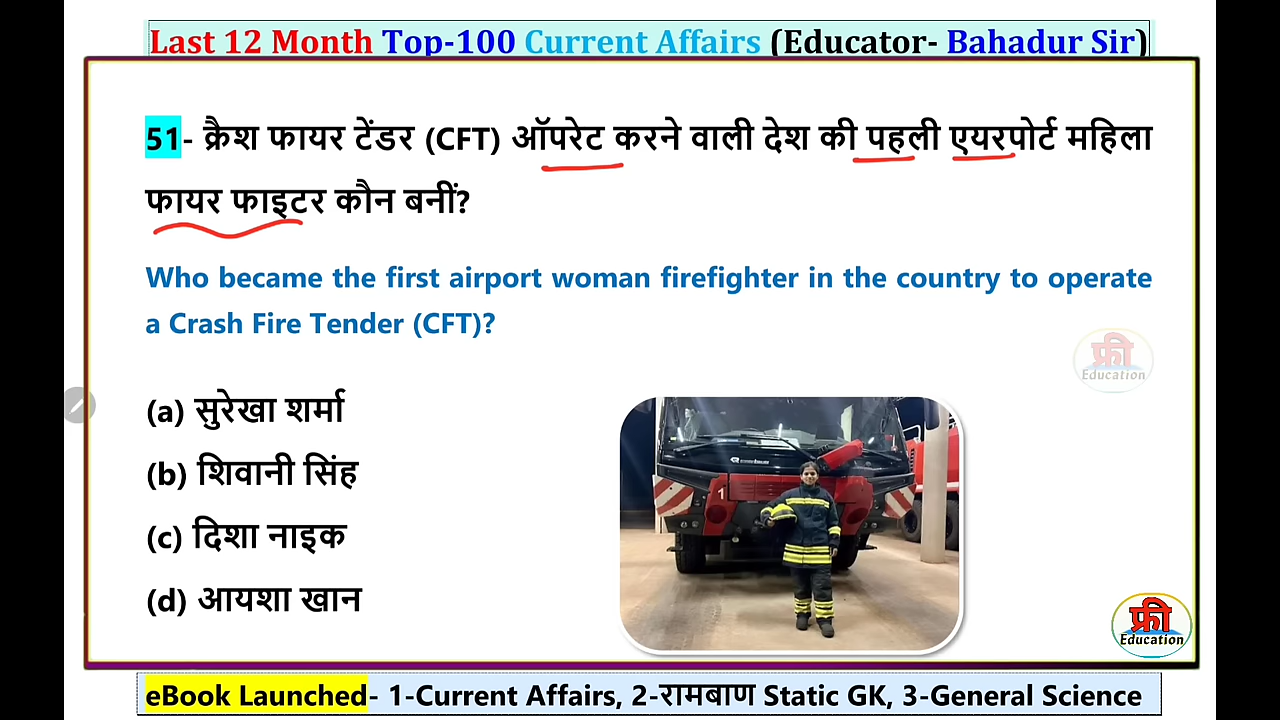 Last 12 Month Top-100 Current Affairs (Educator- Bahadur Sir)
51- क्रैश फायर टेंडर (CFT) ऑपरेट करने वाली देश की पहली एयरपोर्ट महिला
फायर फाइटर कौन बनीं?
Who became the first airport woman firefighter in the country to operate
a Crash Fire Tender (CFT)?
फ्री
Education
(a) सुरेखा शर्मा
(b) शिवानी सिंह
(c) दिशा नाइक
(d) आयशा खान
1
फ्री
Education
eBook Launched- 1-Current Affairs, 2-रामबाण Static GK, 3-General Science